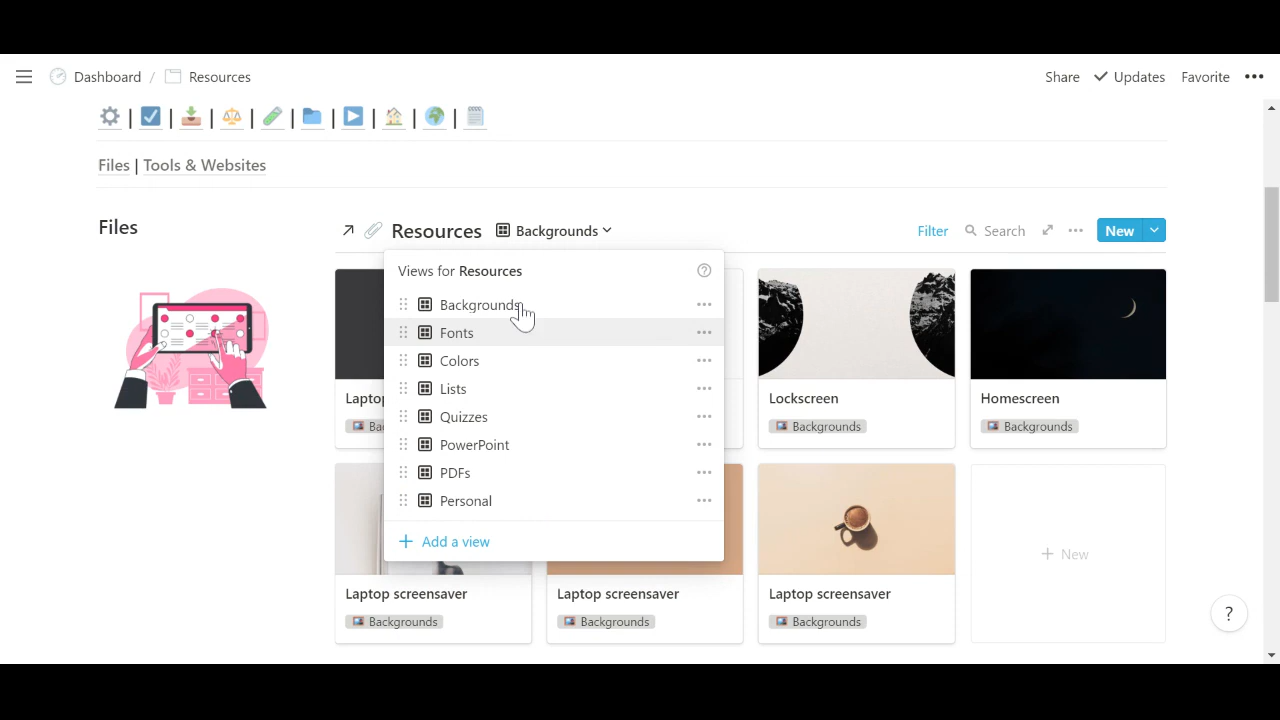 Dashboard / Resources
Share Updates Favorite •••
| | | | | | | | |
Files | Tools & Websites
Files
Resources Backgrounds
Filter Search ••• New
Views for Resources ?
Backgrounds •••
Fonts •••
Colors •••
Lists •••
Quizzes •••
PowerPoint •••
PDFs •••
Personal •••
+ Add a view
Lockscreen
Backgrounds
Homescreen
Backgrounds
Laptop screensaver
Backgrounds
Laptop screensaver
Backgrounds
Laptop screensaver
Backgrounds
+ New
?